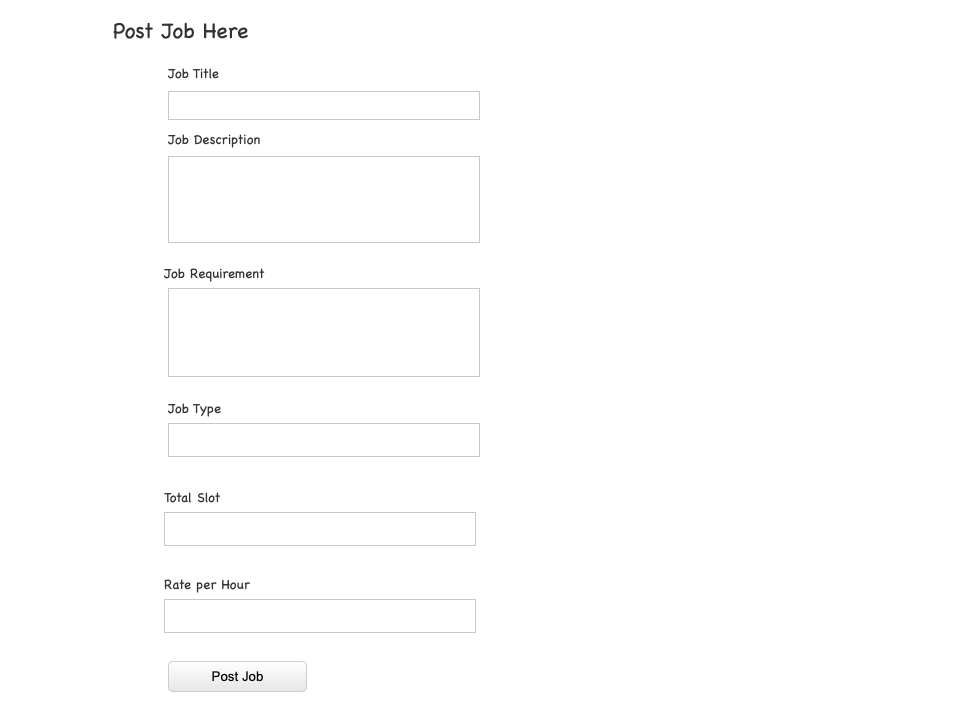 Post Job Here
Job Title
Job Description
Job Requirement
Job Type
Total Slot
Rate per Hour
Post Job